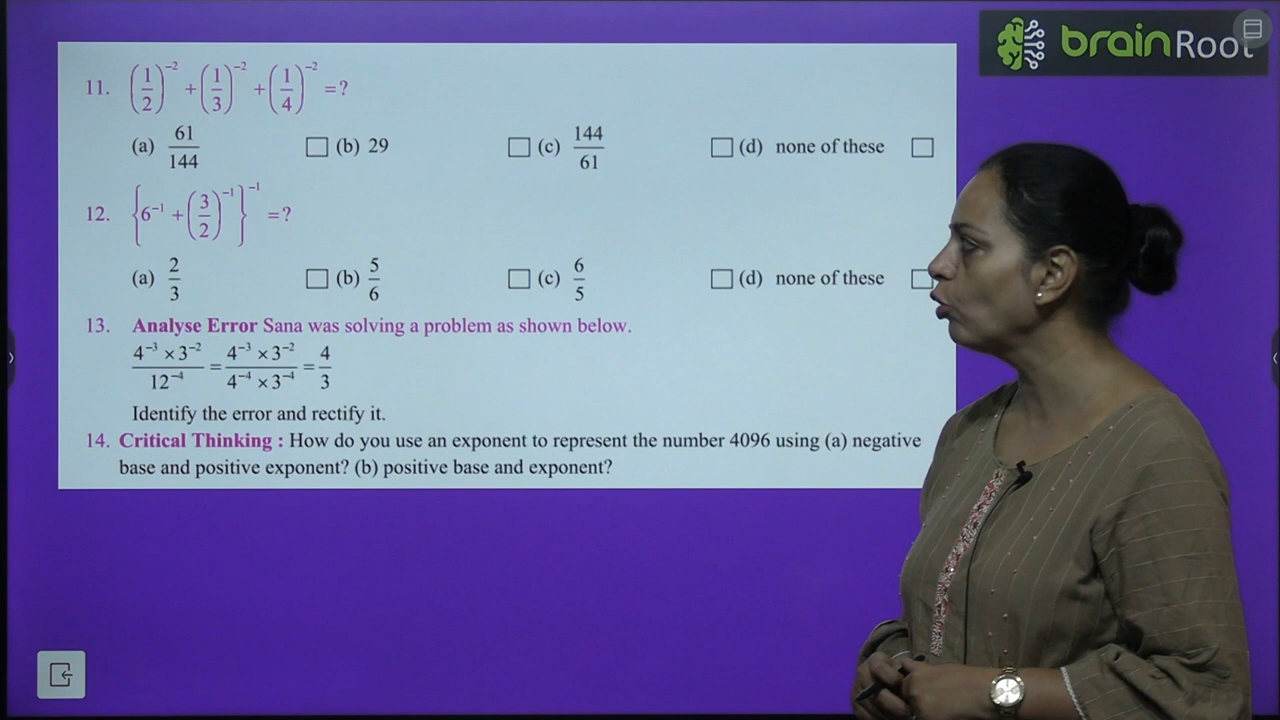 brainRoot
11. (1/2)⁻² + (1/3)⁻² + (1/4)⁻² = ?
(a) 61/144 (b) 29 (c) 144/61 (d) none of these
12. {6⁻¹ + (3/2)⁻¹}⁻¹ = ?
(a) 2/3 (b) 5/6 (c) 6/5 (d) none of these
13. Analyse Error Sana was solving a problem as shown below.
4⁻³ × 3⁻² / 12⁻⁴ = 4⁻³ × 3⁻² / 4⁻⁴ × 3⁻⁴ = 4/3
Identify the error and rectify it.
14. Critical Thinking : How do you use an exponent to represent the number 4096 using (a) negative
base and positive exponent? (b) positive base and exponent?